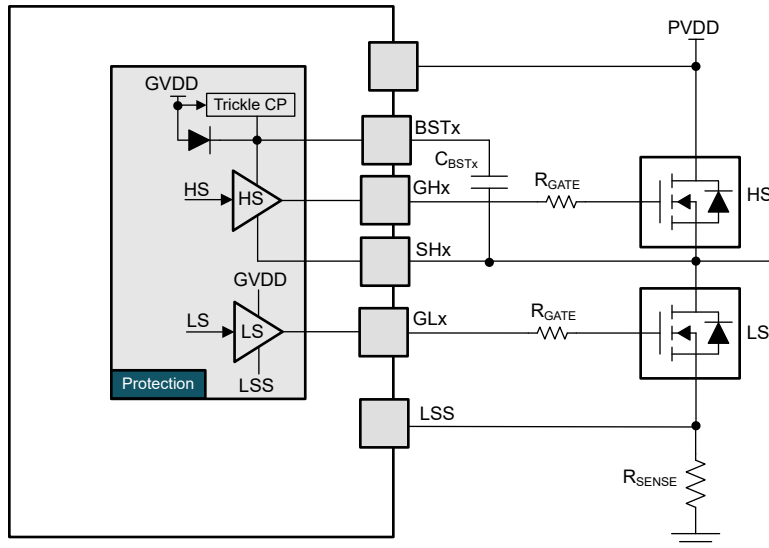 PVDD
GVDD
Trickle CP
BSTx
CBSTx
HS
HS
GHx
RGATE
HS
SHx
GVDD
LS
LS
GLx
RGATE
LS
LSS
Protection
LSS
RSENSE